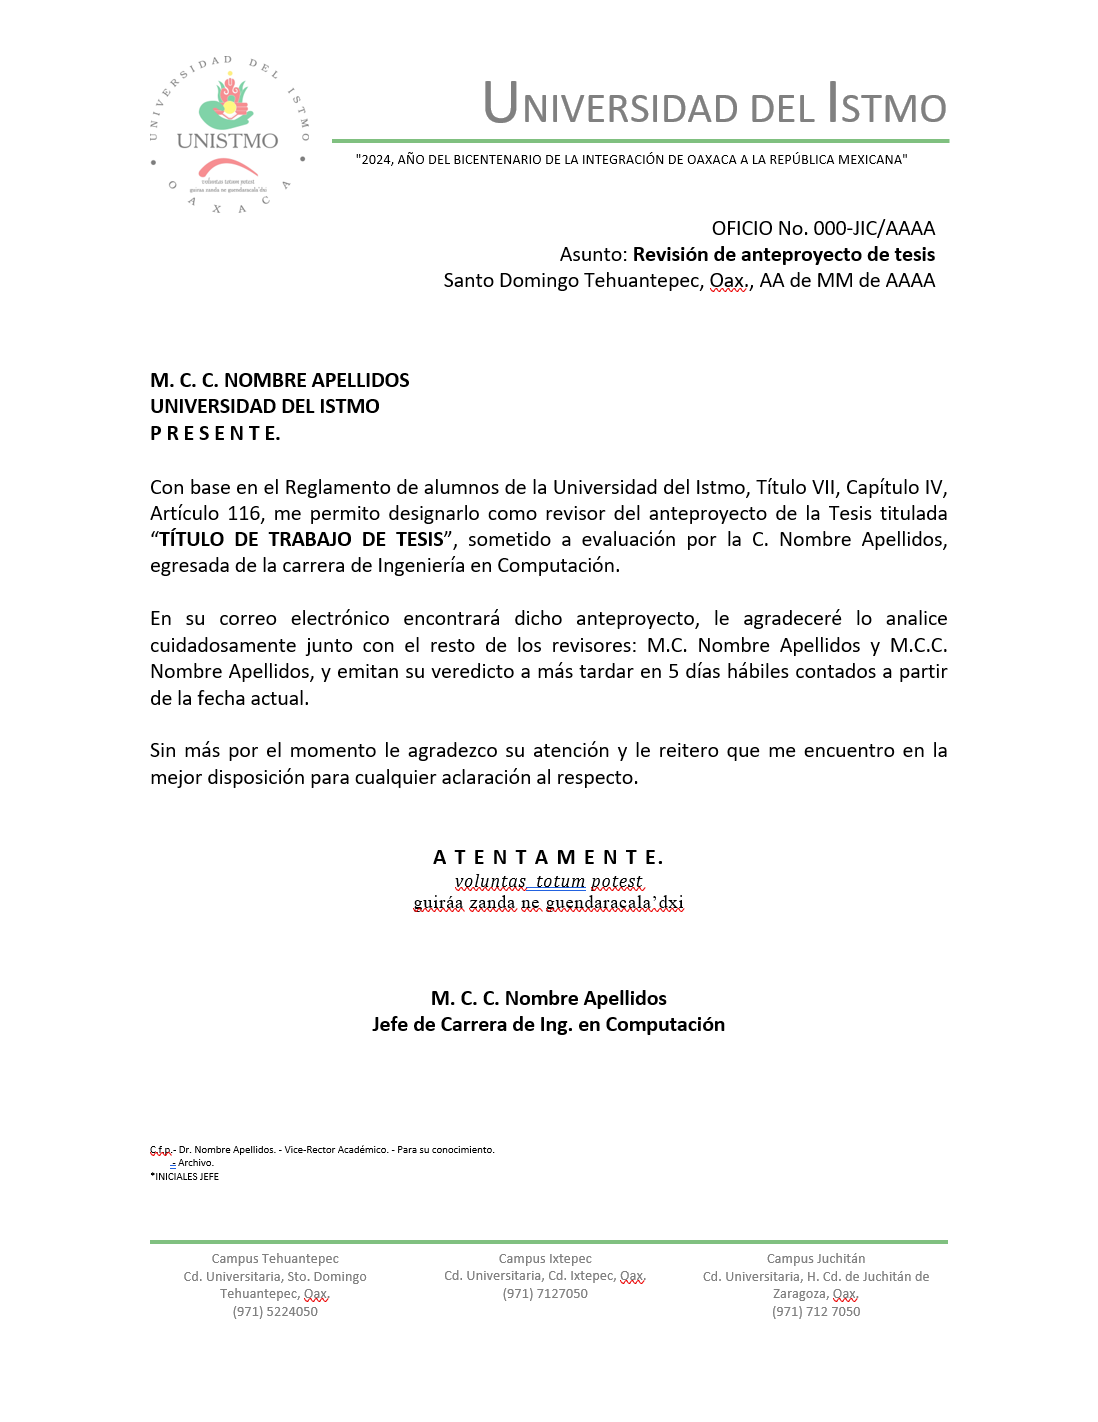 UNIVERSIDAD DEL ISTMO
UNISTMO
voluntas totum potest
guiraa zanda ne guendaracala'dxi
OAXACA
UNIVERSIDAD DEL ISTMO
"2024, AÑO DEL BICENTENARIO DE LA INTEGRACIÓN DE OAXACA A LA REPÚBLICA MEXICANA"
OFICIO No. 000-JIC/AAAA
Asunto: Revisión de anteproyecto de tesis
Santo Domingo Tehuantepec, Oax., AA de MM de AAAA
M. C. C. NOMBRE APELLIDOS
UNIVERSIDAD DEL ISTMO
P R E S E N T E.
Con base en el Reglamento de alumnos de la Universidad del Istmo, Título VII, Capítulo IV,
Artículo 116, me permito designarlo como revisor del anteproyecto de la Tesis titulada
“TÍTULO DE TRABAJO DE TESIS”, sometido a evaluación por la C. Nombre Apellidos,
egresada de la carrera de Ingeniería en Computación.
En su correo electrónico encontrará dicho anteproyecto, le agradeceré lo analice
cuidadosamente junto con el resto de los revisores: M.C. Nombre Apellidos y M.C.C.
Nombre Apellidos, y emitan su veredicto a más tardar en 5 días hábiles contados a partir
de la fecha actual.
Sin más por el momento le agradezco su atención y le reitero que me encuentro en la
mejor disposición para cualquier aclaración al respecto.
A T E N T A M E N T E.
voluntas totum potest
guiráa zanda ne guendaracala’dxi
M. C. C. Nombre Apellidos
Jefe de Carrera de Ing. en Computación
C.f.p.- Dr. Nombre Apellidos. - Vice-Rector Académico. - Para su conocimiento.
.- Archivo.
*INICIALES JEFE
Campus Tehuantepec
Cd. Universitaria, Sto. Domingo
Tehuantepec, Oax.
(971) 5224050
Campus Ixtepec
Cd. Universitaria, Cd. Ixtepec, Oax.
(971) 7127050
Campus Juchitán
Cd. Universitaria, H. Cd. de Juchitán de
Zaragoza, Oax.
(971) 712 7050